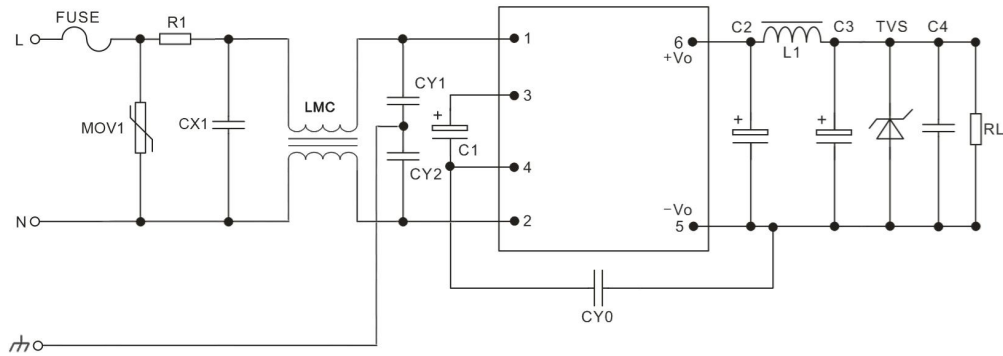 FUSE
R1
L
1
6
+Vo
C2
L1
C3
TVS
C4
CY1
3
LMC
MOV1
CX1
+
C1
+
+
RL
CY2
4
N
2
−Vo
5
CY0